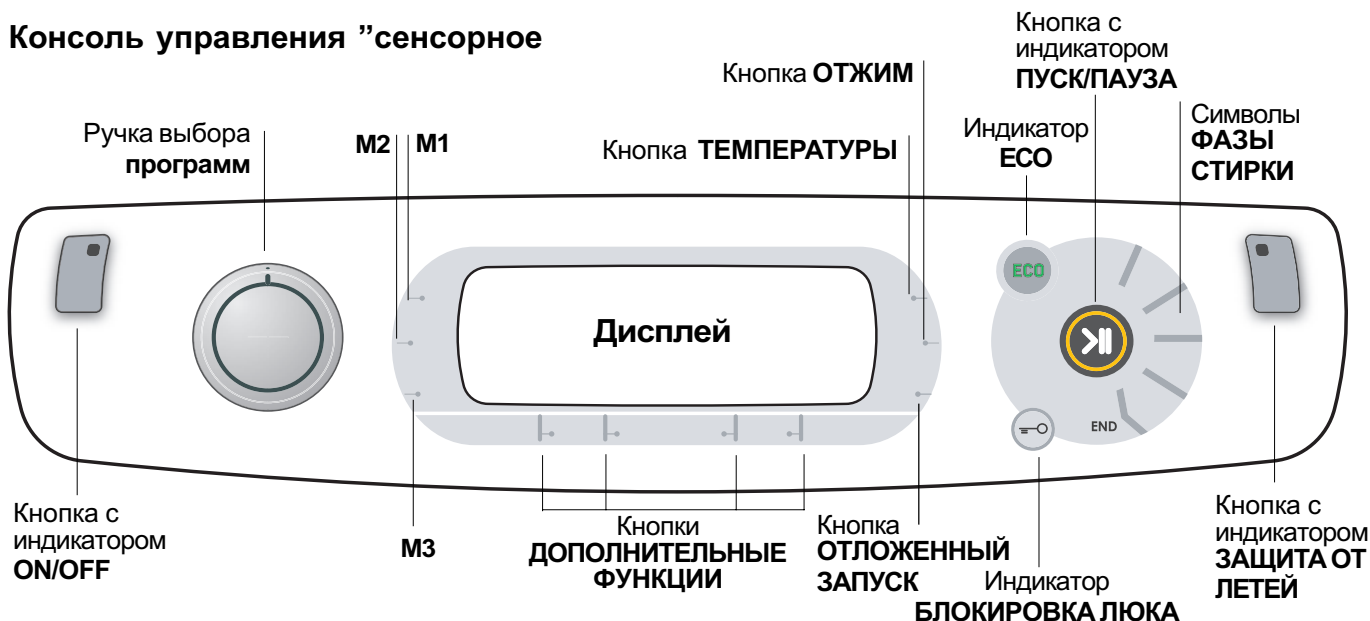 Консоль управления ”сенсорное
Кнопка с
индикатором
ПУСК/ПАУЗА
Кнопка ОТЖИМ
Символы
ФАЗЫ
СТИРКИ
Ручка выбора
программ
M2 M1
Кнопка ТЕМПЕРАТУРЫ
Индикатор
ECO
ECO
Дисплей
END
Кнопка с
индикатором
ON/OFF
M3
Кнопки
ДОПОЛНИТЕЛЬНЫЕ
ФУНКЦИИ
Кнопка
ОТЛОЖЕННЫЙ
ЗАПУСК
Индикатор
БЛОКИРОВКА ЛЮКА
Кнопка с
индикатором
ЗАЩИТА ОТ
ЛЕТЕЙ